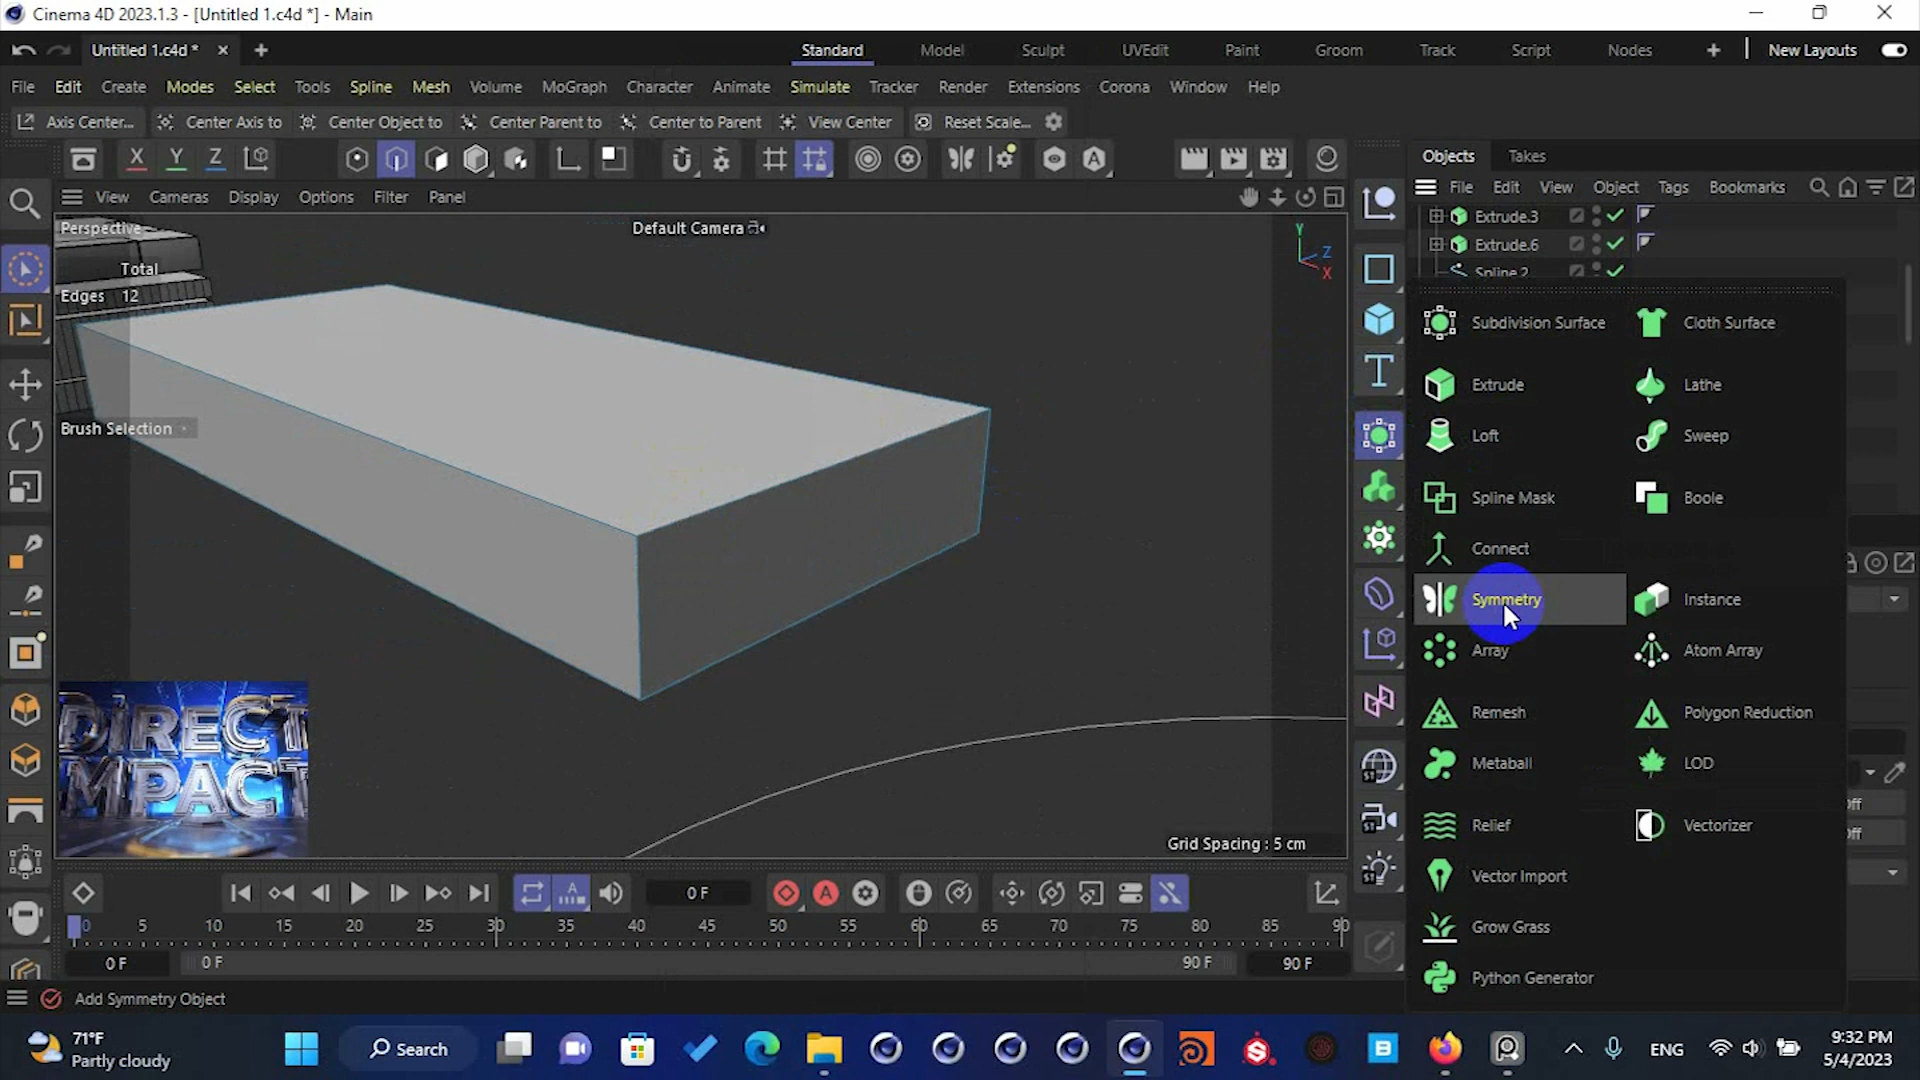 Cinema 4D 2023.1.3 - [Untitled 1.c4d *] - Main
Untitled 1.c4d *
Standard Model Sculpt UVEdit Paint Groom Track Script Nodes New Layouts
File Edit Create Modes Select Tools Spline Mesh Volume MoGraph Character Animate Simulate Tracker Render Extensions Corona Window Help
Axis Center... Center Axis to Center Object to Center Parent to Center to Parent View Center Reset Scale...
X Y Z
Objects Takes
View Cameras Display Options Filter Panel
File Edit View Object Tags Bookmarks
Perspective
Default Camera
Y
Z
X
Extrude.3
Extrude.6
Spline.2
Total
Edges 12
Brush Selection
Subdivision Surface Cloth Surface
Extrude Lathe
Loft Sweep
Spline Mask Boole
Connect
Symmetry Instance
Array Atom Array
Remesh Polygon Reduction
Metaball LOD
Relief Vectorizer
Vector Import
Grow Grass
Python Generator
DIRECT
IMPACT
Grid Spacing : 5 cm
0 F
0 5 10 15 20 25 30 35 40 45 50 55 60 65 70 75 80 85 90
0 F 0 F 90 F 90 F
Add Symmetry Object
71°F
Partly cloudy
Search
ENG
9:32 PM
5/4/2023